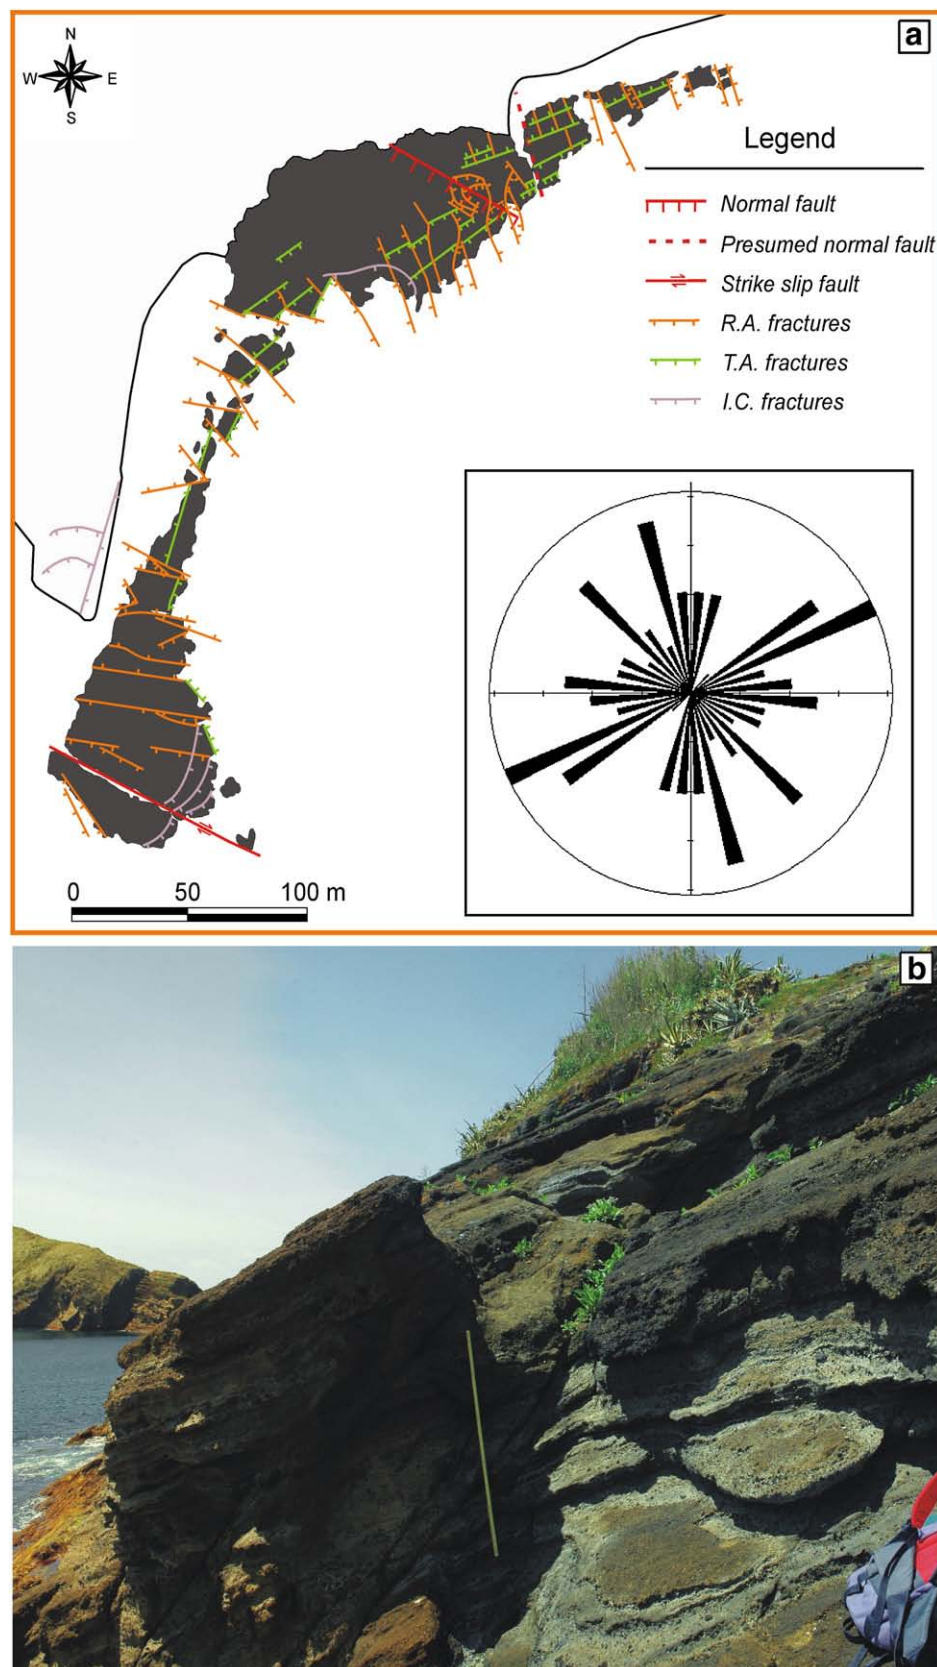 a
N
W E
S
Legend
Normal fault
Presumed normal fault
Strike slip fault
R.A. fractures
T.A. fractures
I.C. fractures
0 50 100 m
b